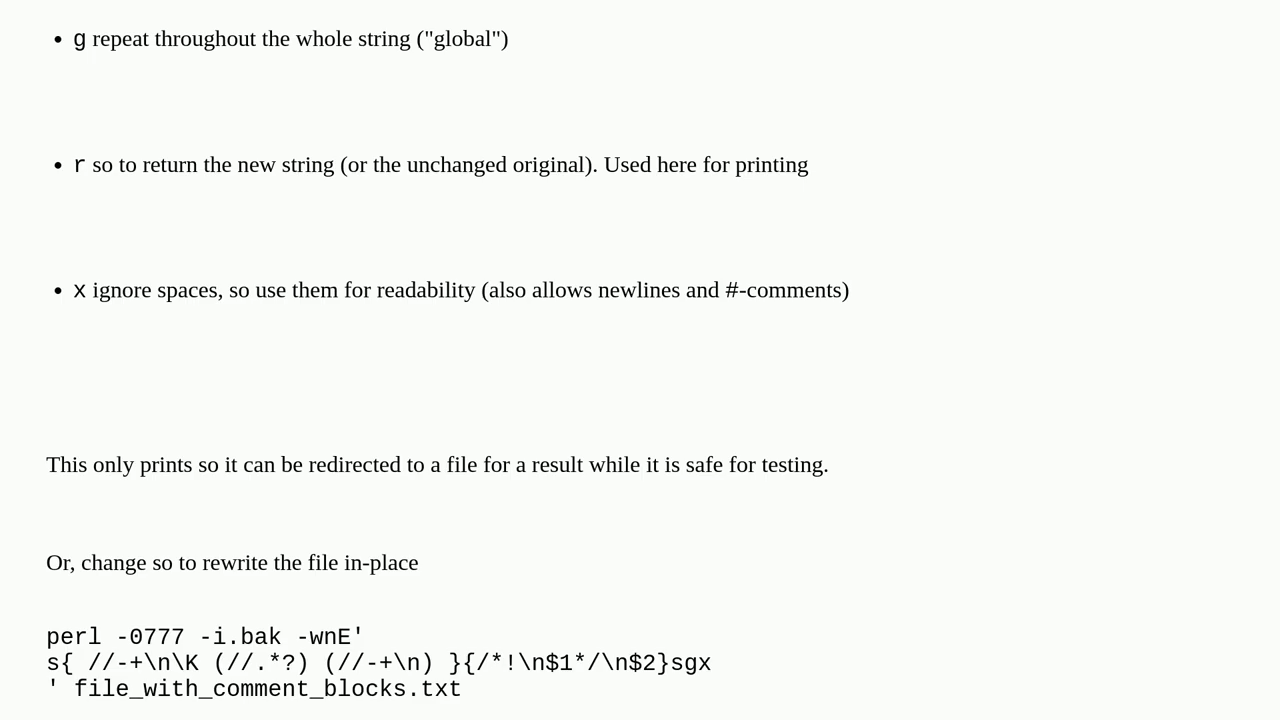 • g repeat throughout the whole string ("global")
• r so to return the new string (or the unchanged original). Used here for printing
• x ignore spaces, so use them for readability (also allows newlines and #-comments)
This only prints so it can be redirected to a file for a result while it is safe for testing.
Or, change so to rewrite the file in-place
perl -0777 -i.bak -wnE'
s{ //-+\n\K (//.*?) (//-+\n) }{/*!\n$1*/\n$2}sgx
' file_with_comment_blocks.txt